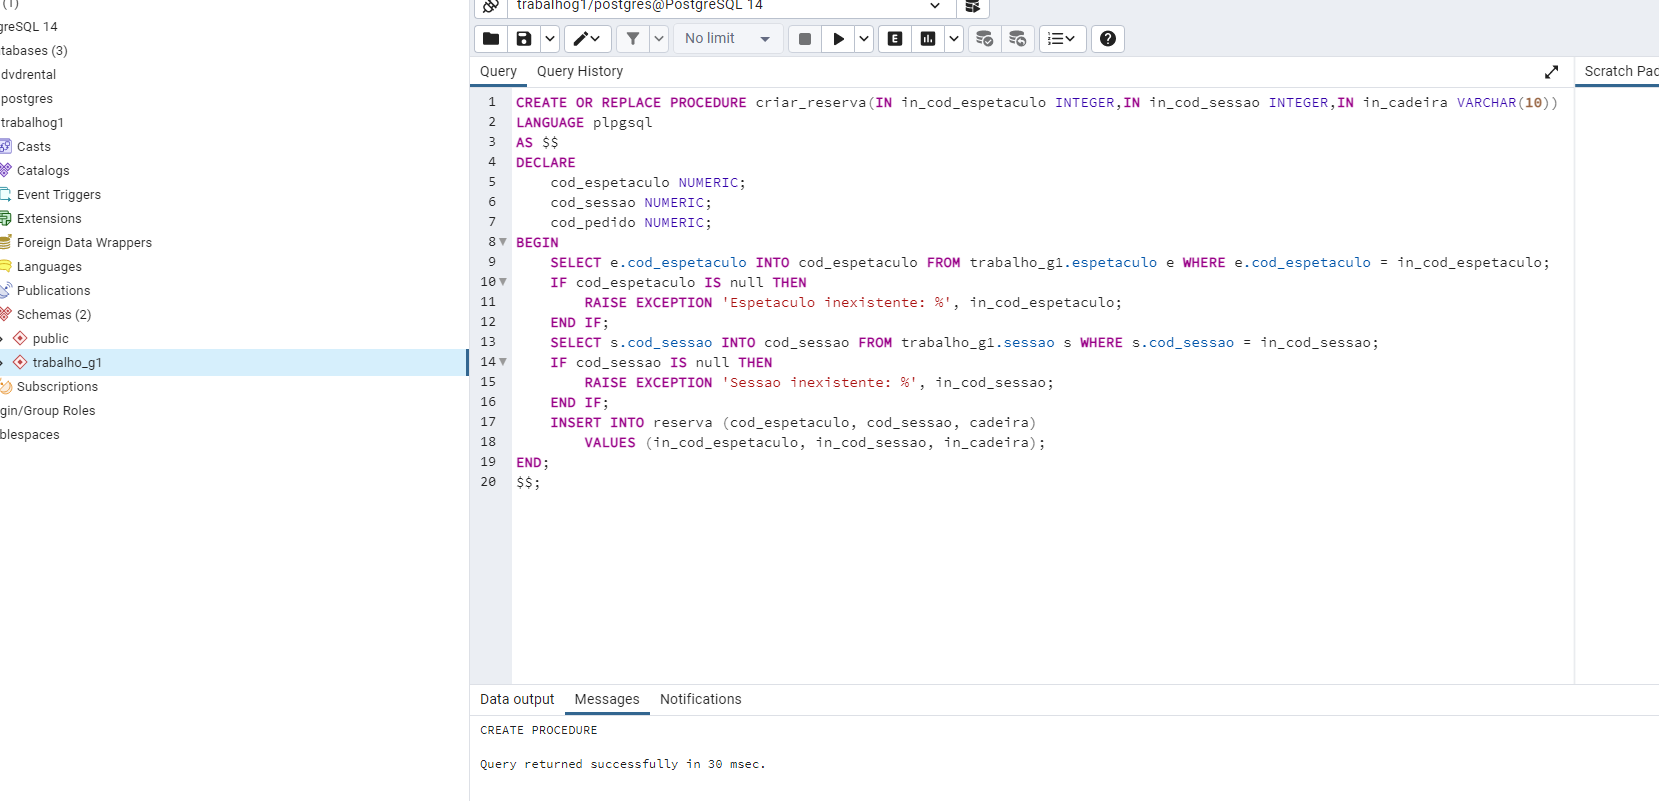 (1)
greSQL 14
tabases (3)
dvdrental
postgres
trabalhog1
Casts
Catalogs
Event Triggers
Extensions
Foreign Data Wrappers
Languages
Publications
Schemas (2)
public
trabalho_g1
Subscriptions
gin/Group Roles
blespaces
trabalhog1/postgres@PostgreSQL 14
No limit
E
Query
Query History
Scratch Pad
1 CREATE OR REPLACE PROCEDURE criar_reserva(IN in_cod_espetaculo INTEGER,IN in_cod_sessao INTEGER,IN in_cadeira VARCHAR(10))
2 LANGUAGE plpgsql
3 AS $$
4 DECLARE
5     cod_espetaculo NUMERIC;
6     cod_sessao NUMERIC;
7     cod_pedido NUMERIC;
8 BEGIN
9     SELECT e.cod_espetaculo INTO cod_espetaculo FROM trabalho_g1.espetaculo e WHERE e.cod_espetaculo = in_cod_espetaculo;
10     IF cod_espetaculo IS null THEN
11         RAISE EXCEPTION 'Espetaculo inexistente: %', in_cod_espetaculo;
12     END IF;
13     SELECT s.cod_sessao INTO cod_sessao FROM trabalho_g1.sessao s WHERE s.cod_sessao = in_cod_sessao;
14     IF cod_sessao IS null THEN
15         RAISE EXCEPTION 'Sessao inexistente: %', in_cod_sessao;
16     END IF;
17     INSERT INTO reserva (cod_espetaculo, cod_sessao, cadeira)
18         VALUES (in_cod_espetaculo, in_cod_sessao, in_cadeira);
19 END;
20 $$;
Data output
Messages
Notifications
CREATE PROCEDURE
Query returned successfully in 30 msec.